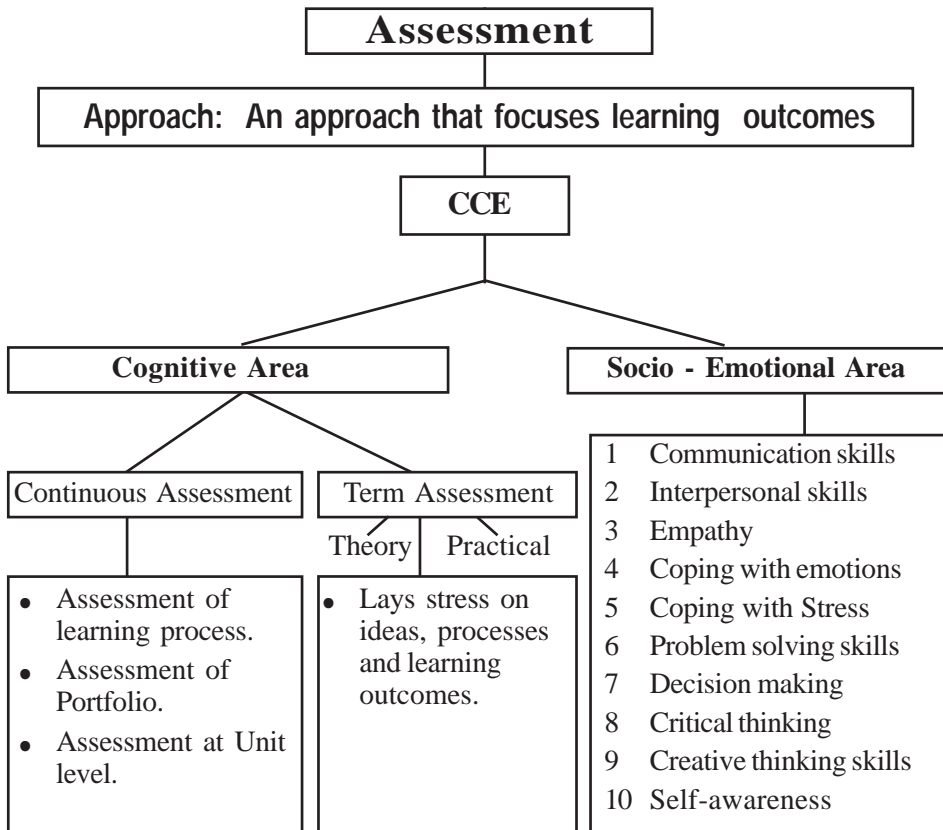 Assessment
Approach: An approach that focuses learning outcomes
CCE
Cognitive Area
Socio - Emotional Area
Continuous Assessment
Term Assessment
Theory
Practical
• Assessment of
learning process.
• Assessment of
Portfolio.
• Assessment at Unit
level.
• Lays stress on
ideas, processes
and learning
outcomes.
1 Communication skills
2 Interpersonal skills
3 Empathy
4 Coping with emotions
5 Coping with Stress
6 Problem solving skills
7 Decision making
8 Critical thinking
9 Creative thinking skills
10 Self-awareness